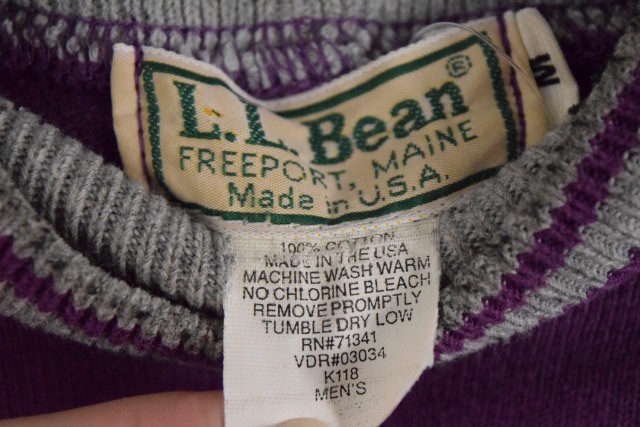 L.L. Bean®
FREEPORT, MAINE
Made in U.S.A.
M
100% COTTON
MADE IN THE USA
MACHINE WASH WARM
NO CHLORINE BLEACH
REMOVE PROMPTLY
TUMBLE DRY LOW
RN#71341
VDR#03034
K118
MEN'S